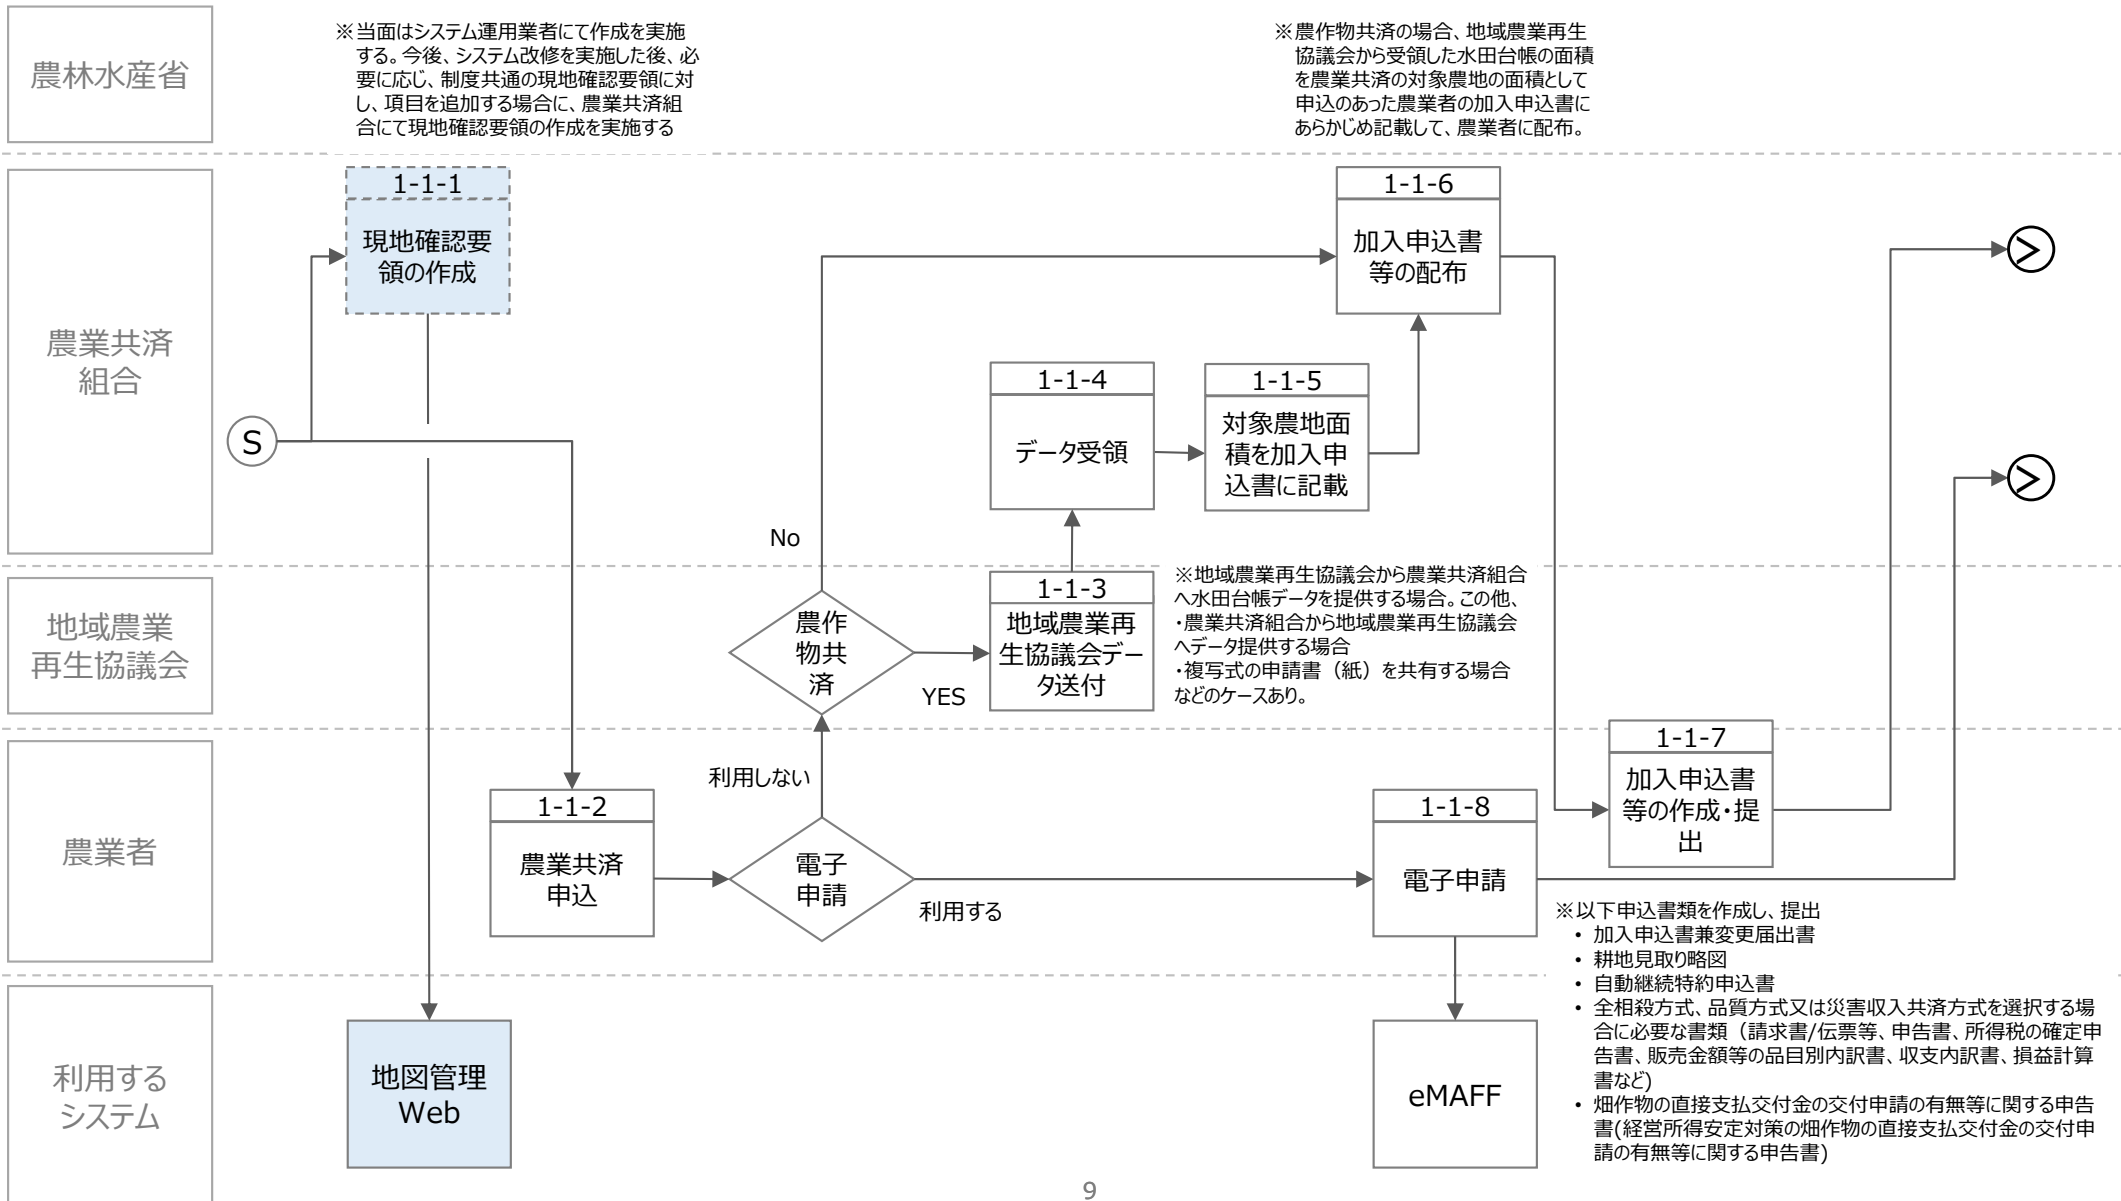 農林水産省
※当面はシステム運用業者にて作成を実施
する。今後、システム改修を実施した後、必
要に応じ、制度共通の現地確認要領に対
し、項目を追加する場合に、農業共済組
合にて現地確認要領の作成を実施する
※農作物共済の場合、地域農業再生
協議会から受領した水田台帳の面積
を農業共済の対象農地の面積として
申込のあった農業者の加入申込書に
あらかじめ記載して、農業者に配布。
農業共済
組合
S
1-1-1
現地確認要
領の作成
1-1-6
加入申込書
等の配布
>
1-1-4
データ受領
1-1-5
対象農地面
積を加入申
込書に記載
>
No
地域農業
再生協議会
農作
物共
済
YES
1-1-3
地域農業再
生協議会デー
タ送付
※地域農業再生協議会から農業共済組合
へ水田台帳データを提供する場合。この他、
・農業共済組合から地域農業再生協議会
へデータ提供する場合
・複写式の申請書（紙）を共有する場合
などのケースあり。
農業者
1-1-2
農業共済
申込
利用しない
電子
申請
利用する
1-1-8
電子申請
1-1-7
加入申込書
等の作成・提
出
※以下申込書類を作成し、提出
• 加入申込書兼変更届出書
• 耕地見取り略図
• 自動継続特約申込書
• 全相殺方式、品質方式又は災害収入共済方式を選択する場
合に必要な書類（請求書/伝票等、申告書、所得税の確定申
告書、販売金額等の品目別内訳書、収支内訳書、損益計算
書など)
• 畑作物の直接支払交付金の交付申請の有無等に関する申告
書(経営所得安定対策の畑作物の直接支払交付金の交付申
請の有無等に関する申告書)
利用する
システム
地図管理
Web
eMAFF
9